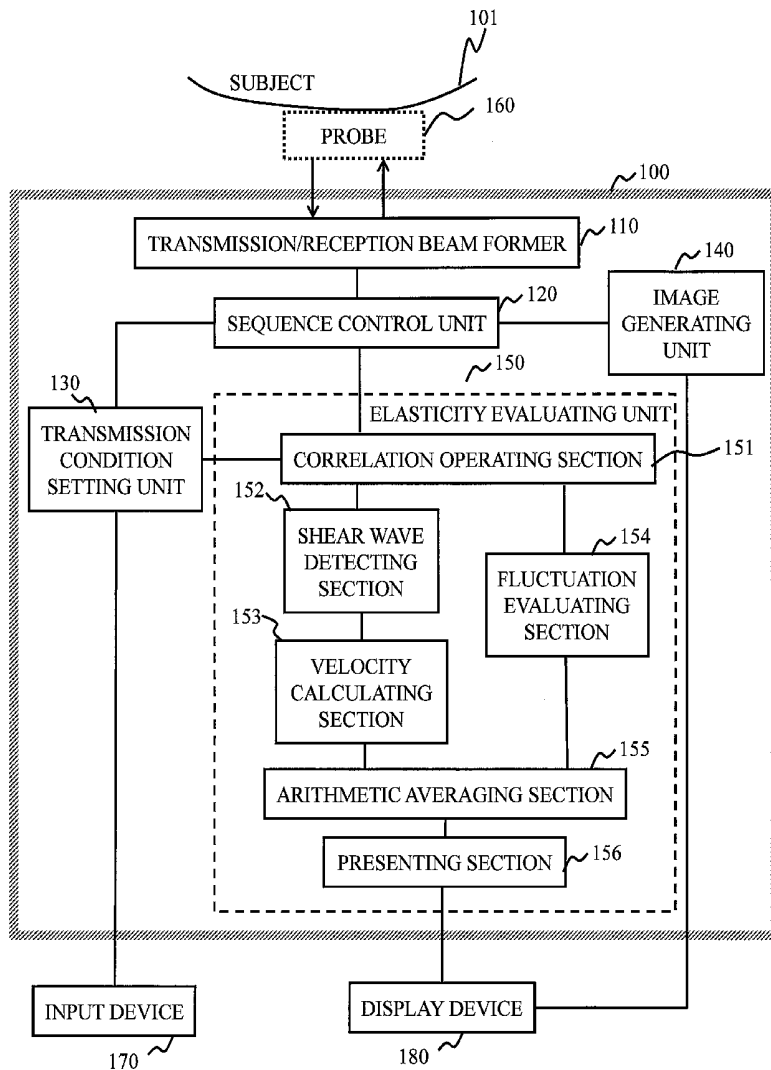 101
SUBJECT
160
PROBE
100
TRANSMISSION/RECEPTION BEAM FORMER
110
140
120
SEQUENCE CONTROL UNIT
IMAGE
GENERATING
UNIT
150
130
ELASTICITY EVALUATING UNIT
TRANSMISSION
CONDITION
SETTING UNIT
CORRELATION OPERATING SECTION
151
152
SHEAR WAVE
DETECTING
SECTION
154
FLUCTUATION
EVALUATING
SECTION
153
VELOCITY
CALCULATING
SECTION
155
ARITHMETIC AVERAGING SECTION
PRESENTING SECTION
156
INPUT DEVICE
170
DISPLAY DEVICE
180